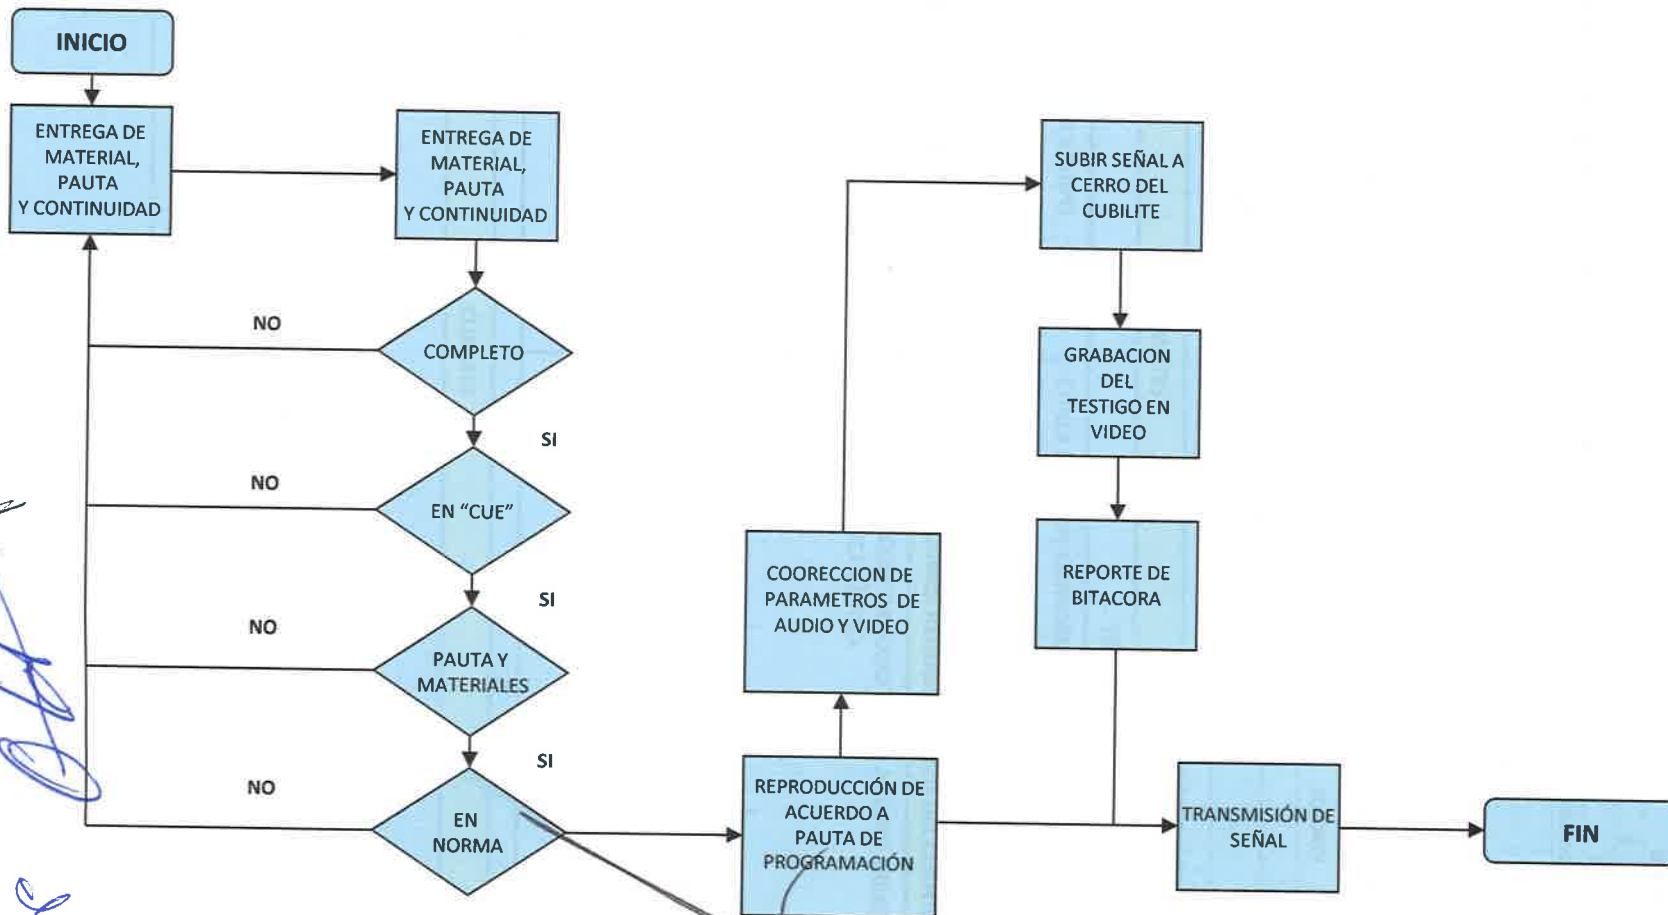 INICIO
ENTREGA DE
MATERIAL,
PAUTA
Y CONTINUIDAD
ENTREGA DE
MATERIAL,
PAUTA
Y CONTINUIDAD
NO
COMPLETO
SI
NO
EN “CUE”
SI
NO
PAUTA Y
MATERIALES
SI
NO
EN
NORMA
REPRODUCCIÓN DE
ACUERDO A
PAUTA DE
PROGRAMACIÓN
COORECCION DE
PARAMETROS DE
AUDIO Y VIDEO
SUBIR SEÑAL A
CERRO DEL
CUBILITE
GRABACION
DEL
TESTIGO EN
VIDEO
REPORTE DE
BITACORA
TRANSMISIÓN DE
SEÑAL
FIN